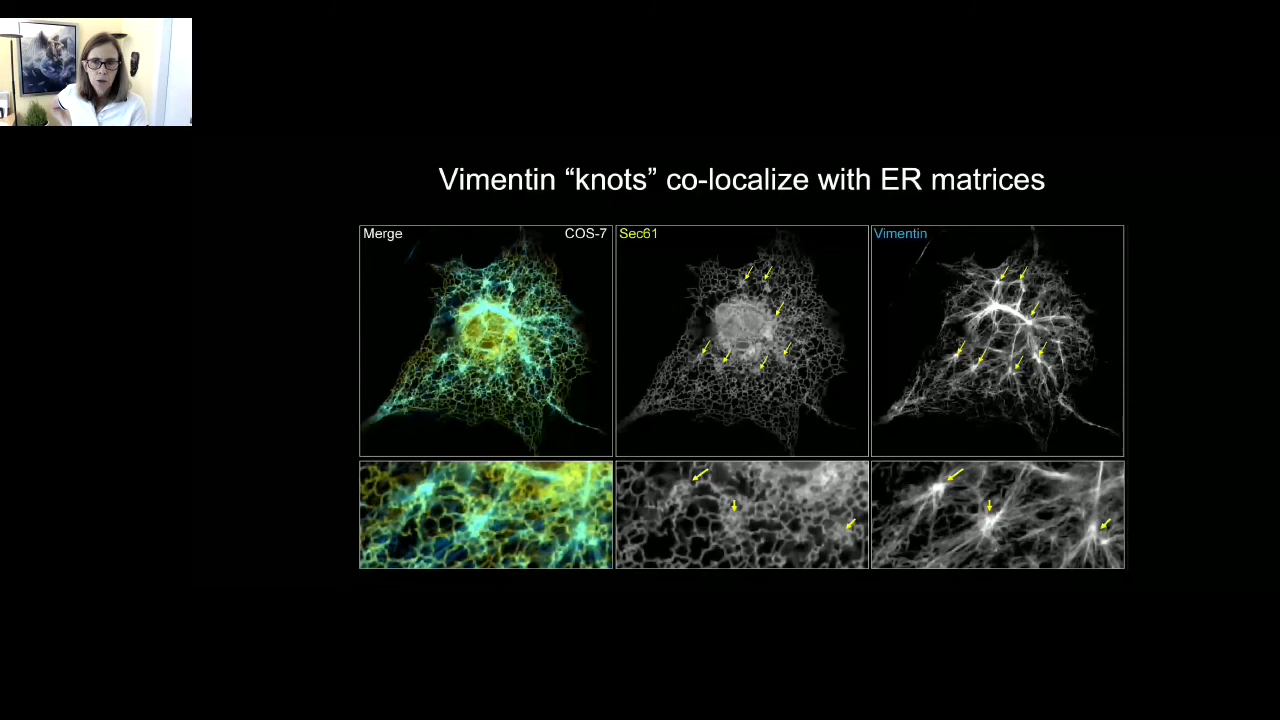 Vimentin “knots” co-localize with ER matrices
Merge
COS-7
Sec61
Vimentin